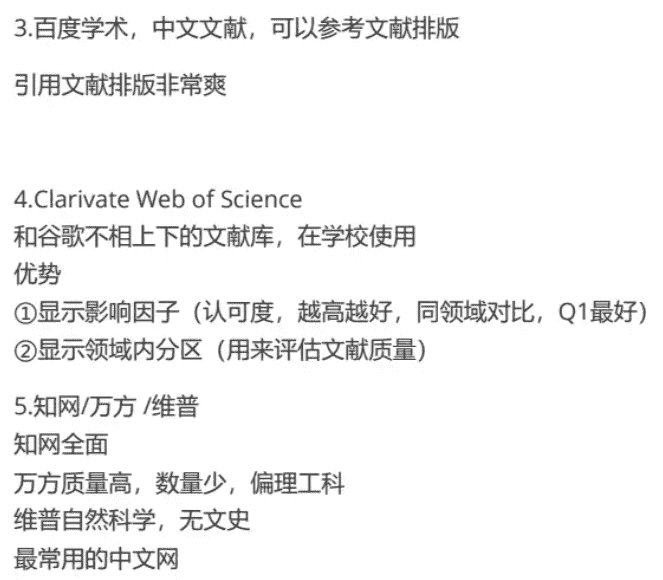 3.百度学术，中文文献，可以参考文献排版
引用文献排版非常爽
4.Clarivate Web of Science
和谷歌不相上下的文献库，在学校使用
优势
①显示影响因子（认可度，越高越好，同领域对比，Q1最好）
②显示领域内分区（用来评估文献质量）
5.知网/万方 /维普
知网全面
万方质量高，数量少，偏理工科
维普自然科学，无文史
最常用的中文网